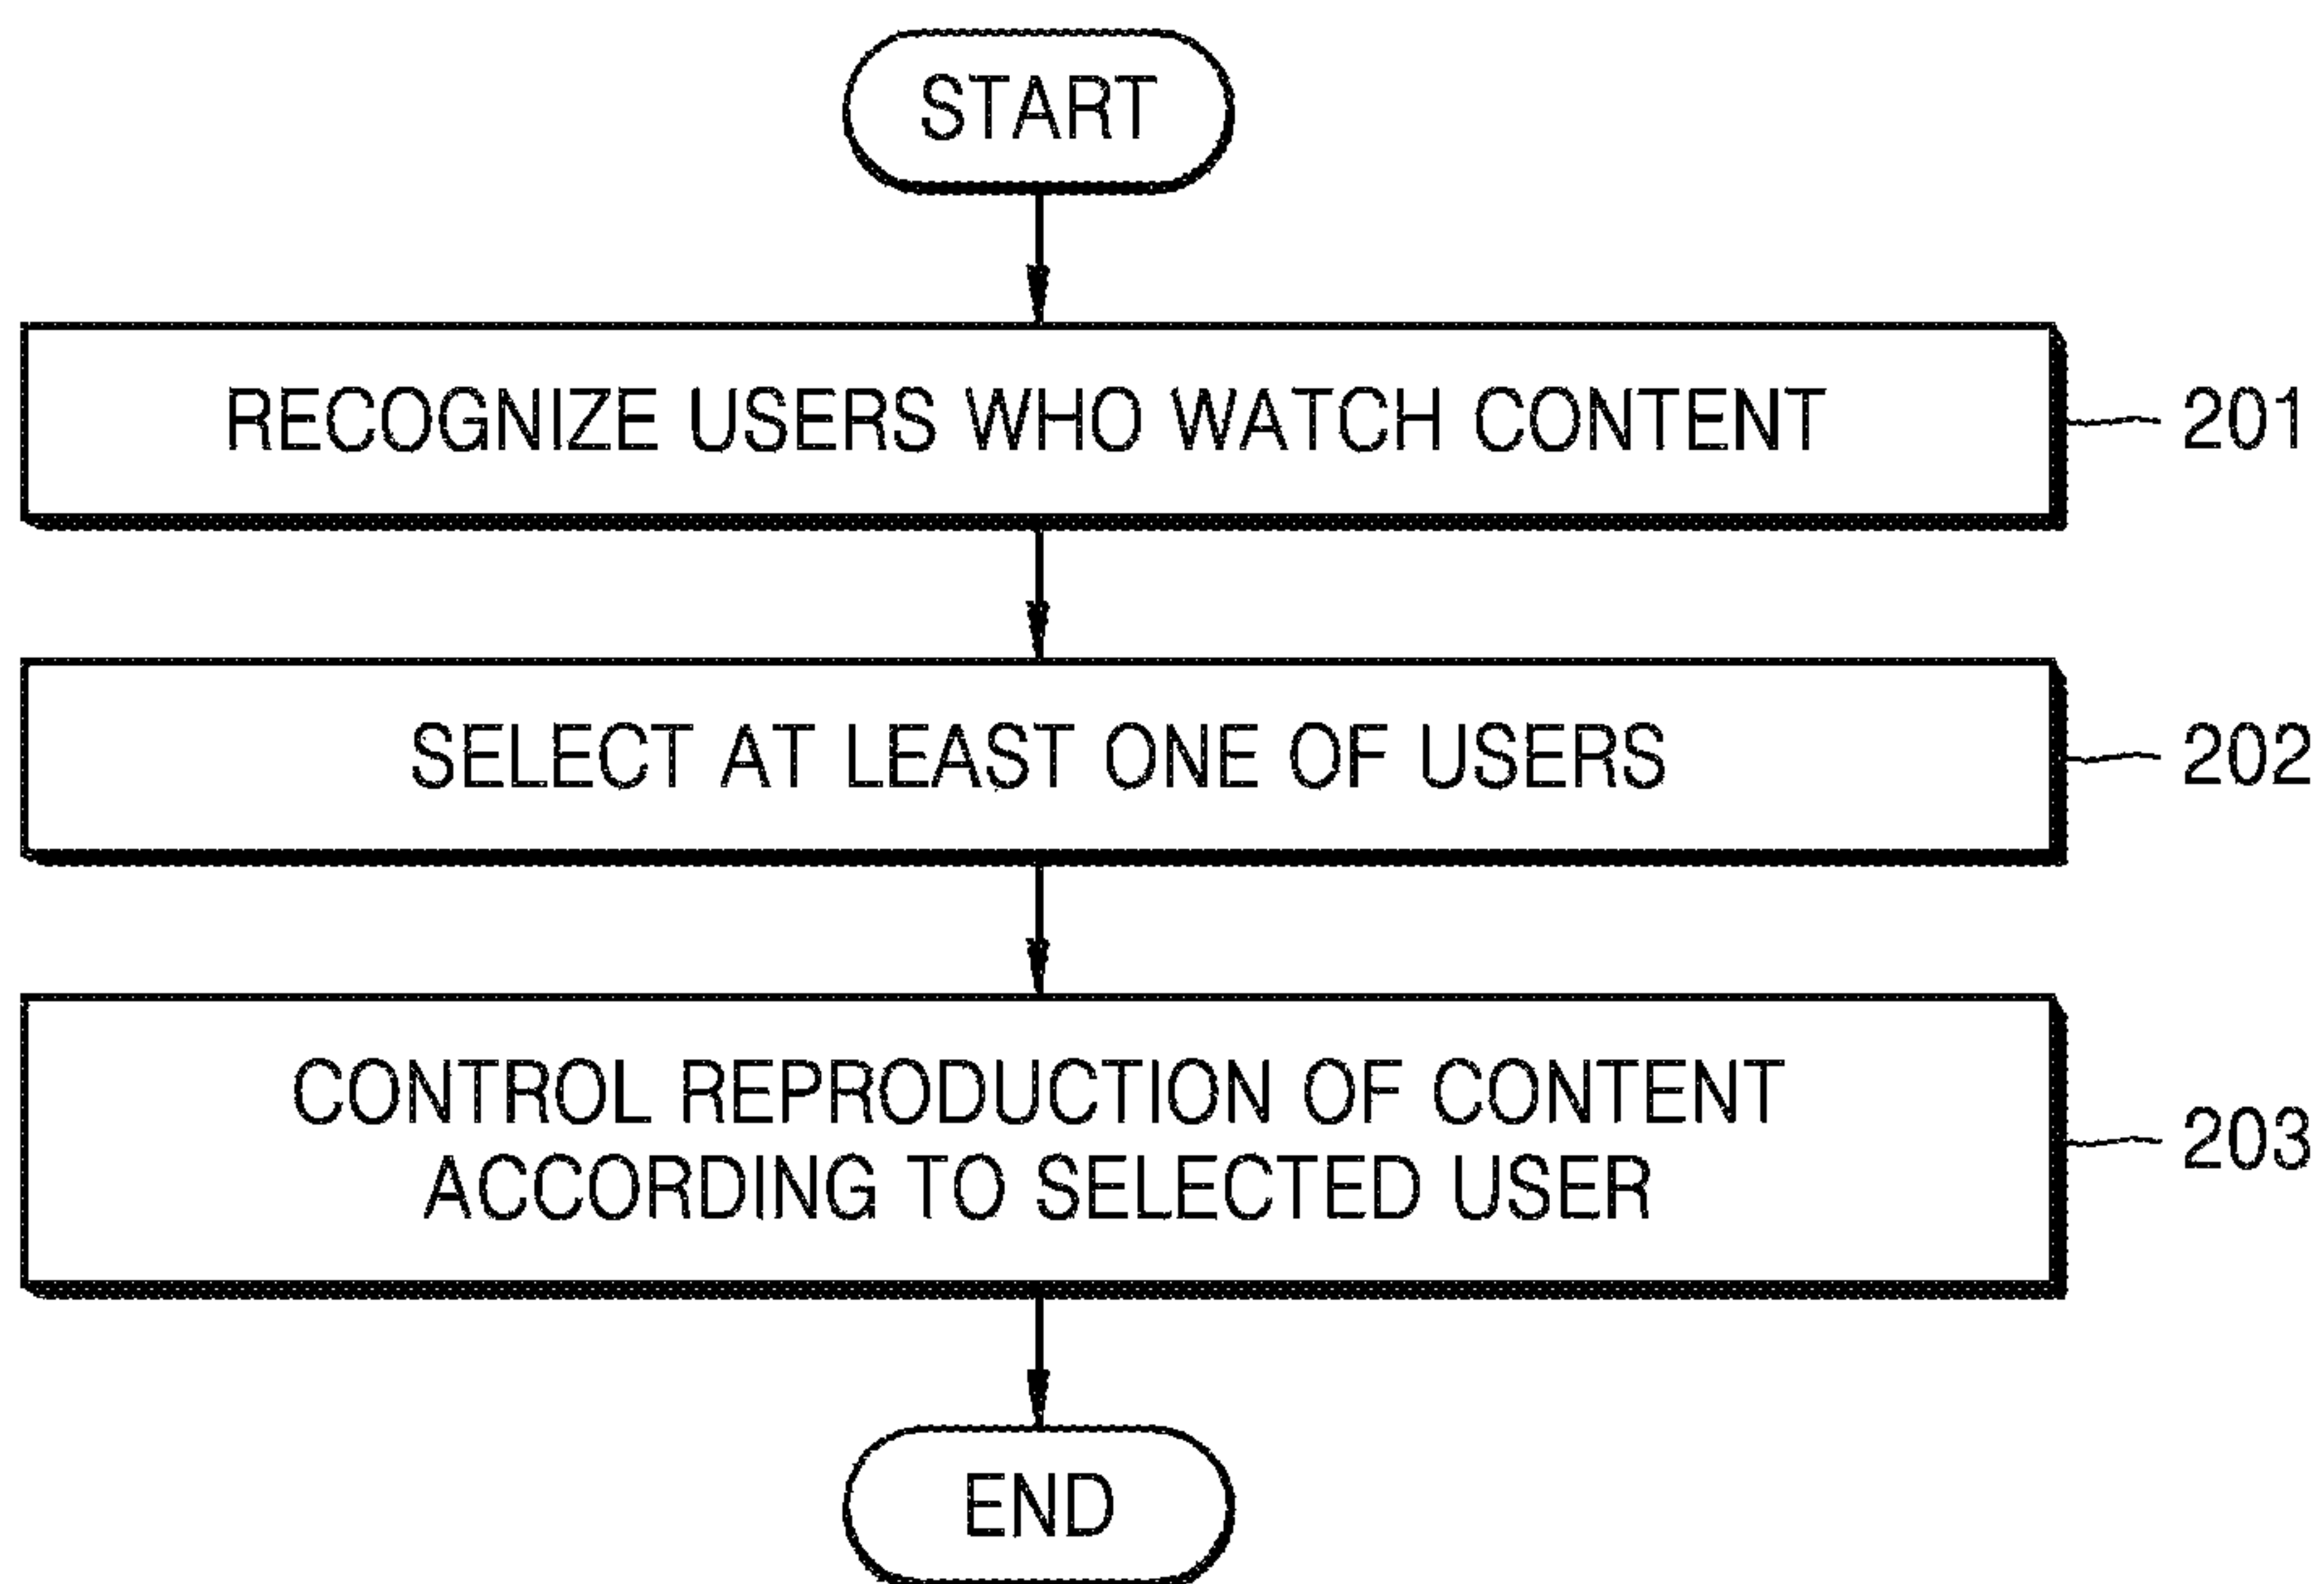 START
RECOGNIZE USERS WHO WATCH CONTENT
201
SELECT AT LEAST ONE OF USERS
202
CONTROL REPRODUCTION OF CONTENT
ACCORDING TO SELECTED USER
203
END